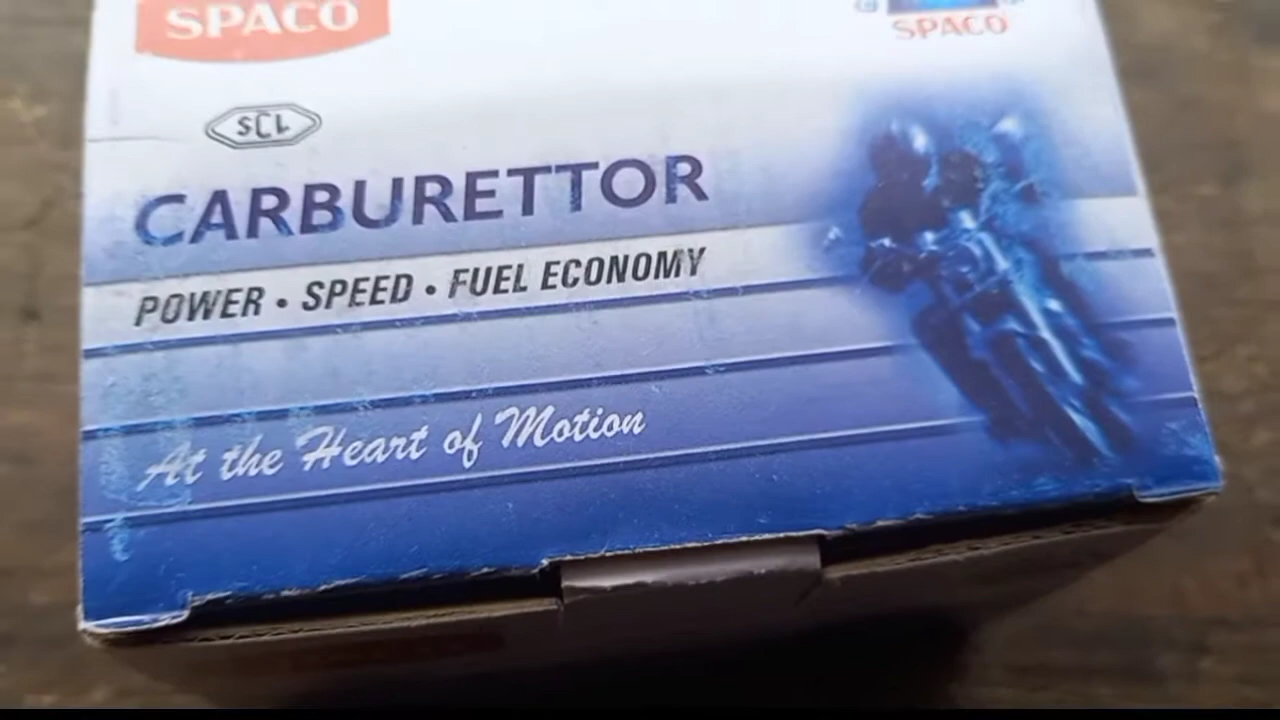 SPACO
SPACO
SCL
CARBURETTOR
POWER • SPEED • FUEL ECONOMY
At the Heart of Motion